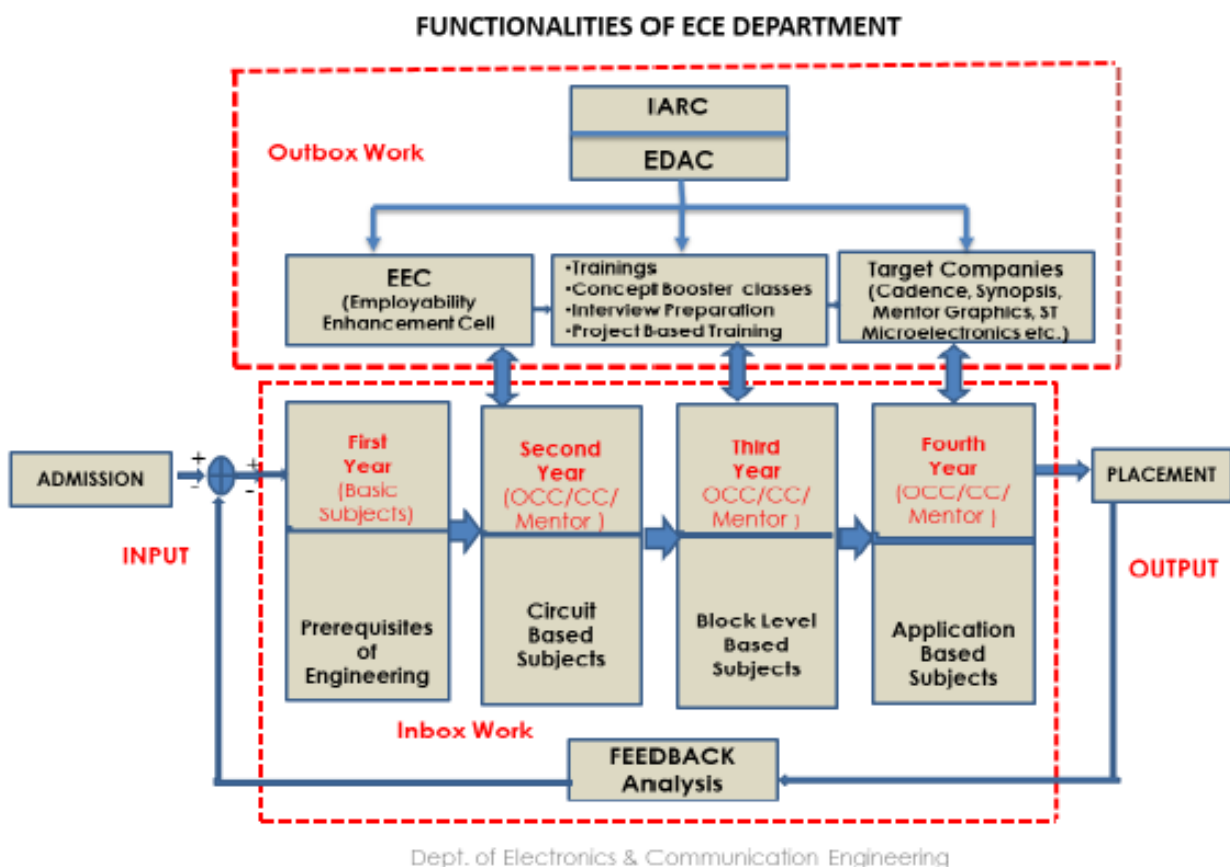 FUNCTIONALITIES OF ECE DEPARTMENT
Outbox Work
IARC
EDAC
EEC
(Employability
Enhancement Cell
•Trainings
•Concept Booster classes
•Interview Preparation
•Project Based Training
Target Companies
(Cadence, Synopsis,
Mentor Graphics, ST
Microelectronics etc.)
ADMISSION
+
-
+
-
INPUT
First
Year
(Basic
Subjects)
Prerequisites
of
Engineering
Second
Year
(OCC/CC/
Mentor )
Circuit
Based
Subjects
Third
Year
OCC/CC/
Mentor )
Block Level
Based
Subjects
Fourth
Year
(OCC/CC/
Mentor )
Application
Based
Subjects
PLACEMENT
OUTPUT
Inbox Work
FEEDBACK
Analysis
Dept. of Electronics & Communication Engineering